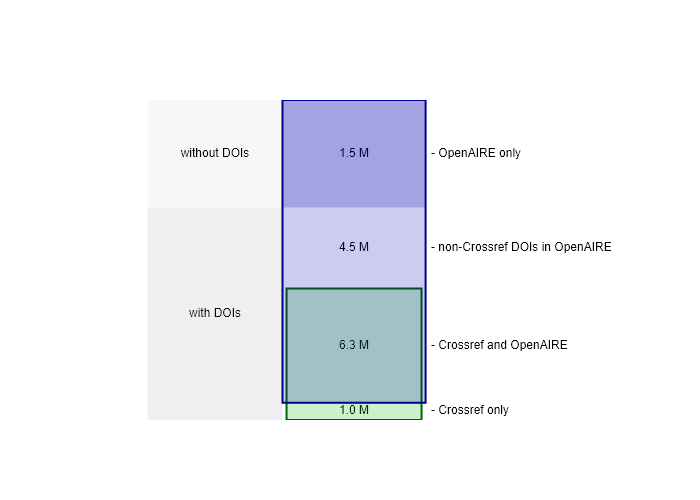 without DOIs 1.5 M - OpenAIRE only
4.5 M - non-Crossref DOIs in OpenAIRE
with DOIs
6.3 M - Crossref and OpenAIRE
1.0 M - Crossref only